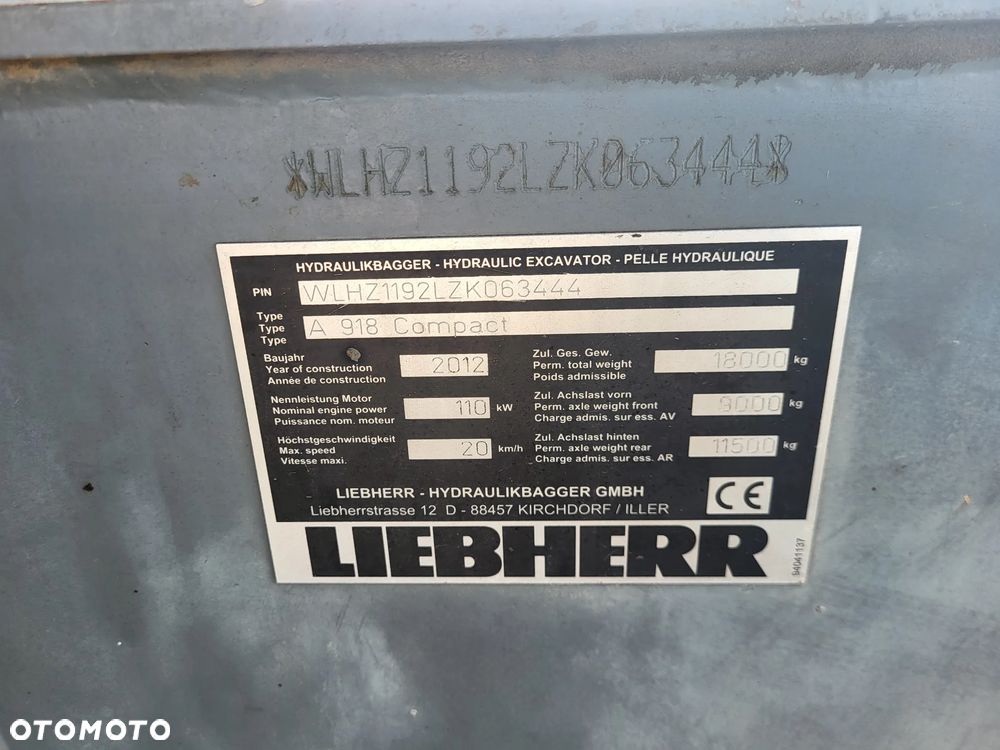 *WLHZ1192LZK063444*
HYDRAULIKBAGGER - HYDRAULIC EXCAVATOR - PELLE HYDRAULIQUE
PIN WLHZ1192LZK063444
Type
Type A 918 Compact
Type
Baujahr
Year of construction 2012
Année de construction
Zul. Ges. Gew.
Perm. total weight 18000 kg
Poids admissible
Nennleistung Motor
Nominal engine power 110 kW
Puissance nom. moteur
Zul. Achslast vorn
Perm. axle weight front 9000 kg
Charge admis. sur ess. AV
Höchstgeschwindigkeit
Max. speed 20 km/h
Vitesse maxi.
Zul. Achslast hinten
Perm. axle weight rear 11500 kg
Charge admis. sur ess. AR
LIEBHERR - HYDRAULIKBAGGER GMBH
Liebherrstrasse 12 D - 88457 KIRCHDORF / ILLER
CE
LIEBHERR
94041137
OTOMOTO